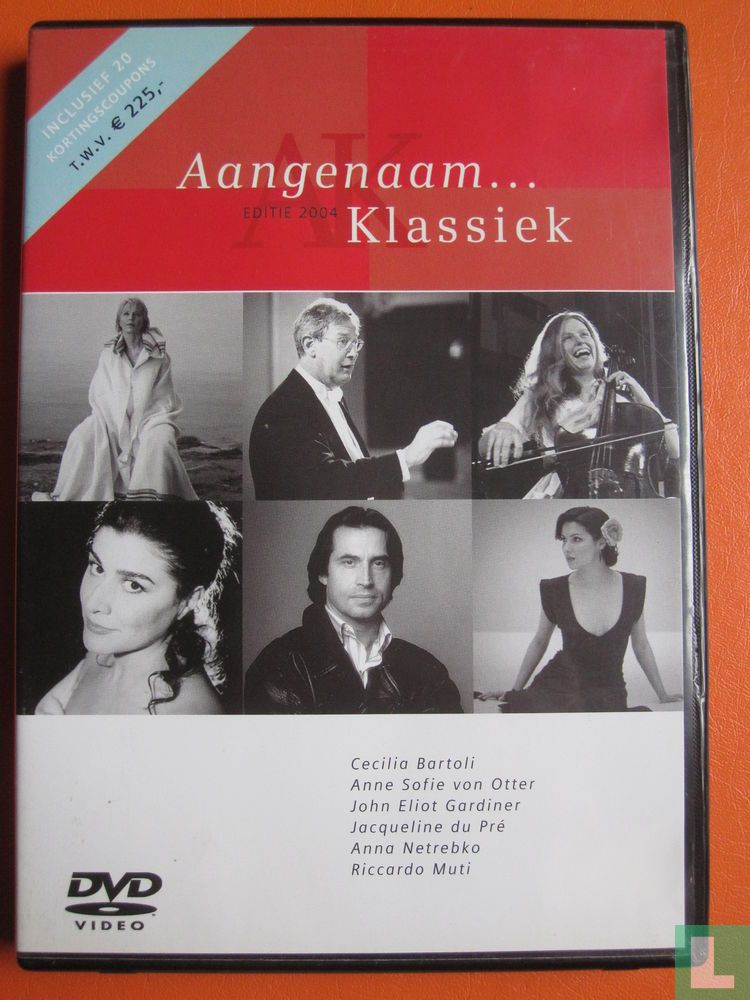 INCLUSIEF 20
KORTINGSCOUPONS
T.W.V. € 225,-
AK
Aangenaam...
EDITIE 2004
Klassiek
Cecilia Bartoli
Anne Sofie von Otter
John Eliot Gardiner
Jacqueline du Pré
Anna Netrebko
Riccardo Muti
DVD
VIDEO
L